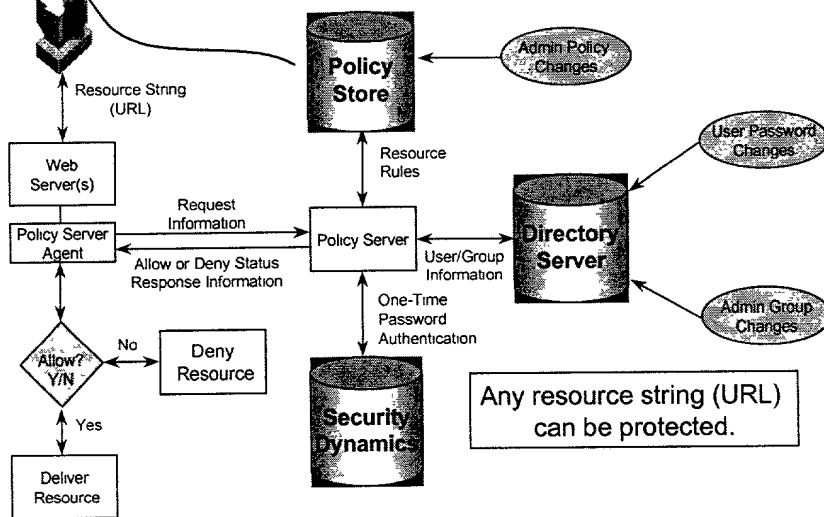 Resource String
(URL)
Policy
Store
Admin Policy
Changes
Web
Server(s)
Resource
Rules
User Password
Changes
Request
Information
Policy Server
Agent
Policy Server
Allow or Deny Status
Response Information
User/Group
Information
Directory
Server
One-Time
Password
Authentication
Admin Group
Changes
Allow?
Y/N
No
Deny
Resource
Yes
Security
Dynamics
Any resource string (URL)
can be protected.
Deliver
Resource